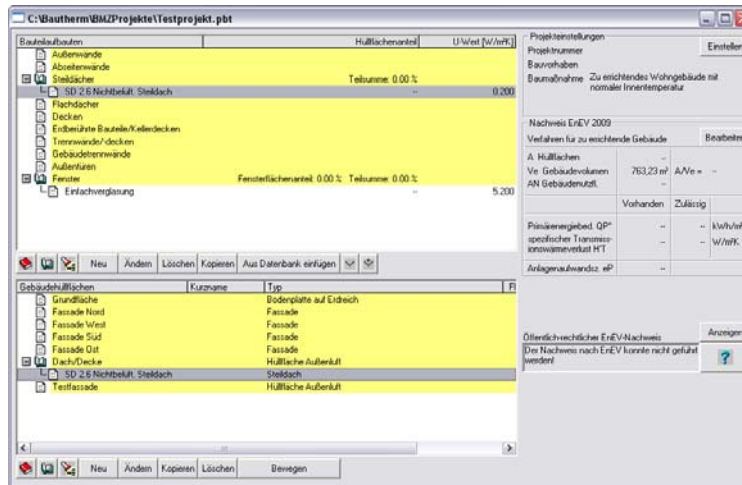 C:\Bautherm\BMZProjekte\Testprojekt.pbt
Bauteilaufbauten Hüllflächenanteil U-Wert [W/m²K]
Außenwände
Abseitenwände
Steildächer Teilsumme: 0.00 %
SD 2.6 Nichtbelüft. Steildach -- 0.200
Flachdächer
Decken
Erdberührte Bauteile/Kellerdecken
Trennwände/-decken
Gebäudetrennwände
Außentüren
Fenster Fensterflächenanteil: 0.00 % Teilsumme: 0.00 %
Einfachverglasung -- 5.200
Neu Ändern Löschen Kopieren Aus Datenbank einfügen
Gebäudehüllflächen Kurzname Typ Fl
Grundfläche Bodenplatte auf Erdreich
Fassade Nord Fassade
Fassade West Fassade
Fassade Süd Fassade
Fassade Ost Fassade
Dach/Decke Hüllfläche Außenluft
SD 2.6 Nichtbelüft. Steildach Steildach
Testfassade Hüllfläche Außenluft
Neu Ändern Kopieren Löschen Bewegen
Projekteinstellungen
Projektnummer Einstellen
Bauvorhaben
Baumaßnahme Zu errichtendes Wohngebäude mit
normaler Innentemperatur
Nachweis EnEV 2009
Verfahren für zu errichtende Gebäude Bearbeiten
A Hüllflächen --
Ve Gebäudevolumen 763,23 m³ A/Ve = --
AN Gebäudenutzfl. --
Vorhanden Zulässig
Primärenergiebed. QP" -- -- kWh/m²
spezifischer Transmiss-
ionswärmeverlust H'T -- -- W/m²K
Anlagenaufwandsz. eP --
Öffentlich-rechtlicher EnEV-Nachweis Anzeigen
Der Nachweis nach EnEV konnte nicht geführt
werden!
?